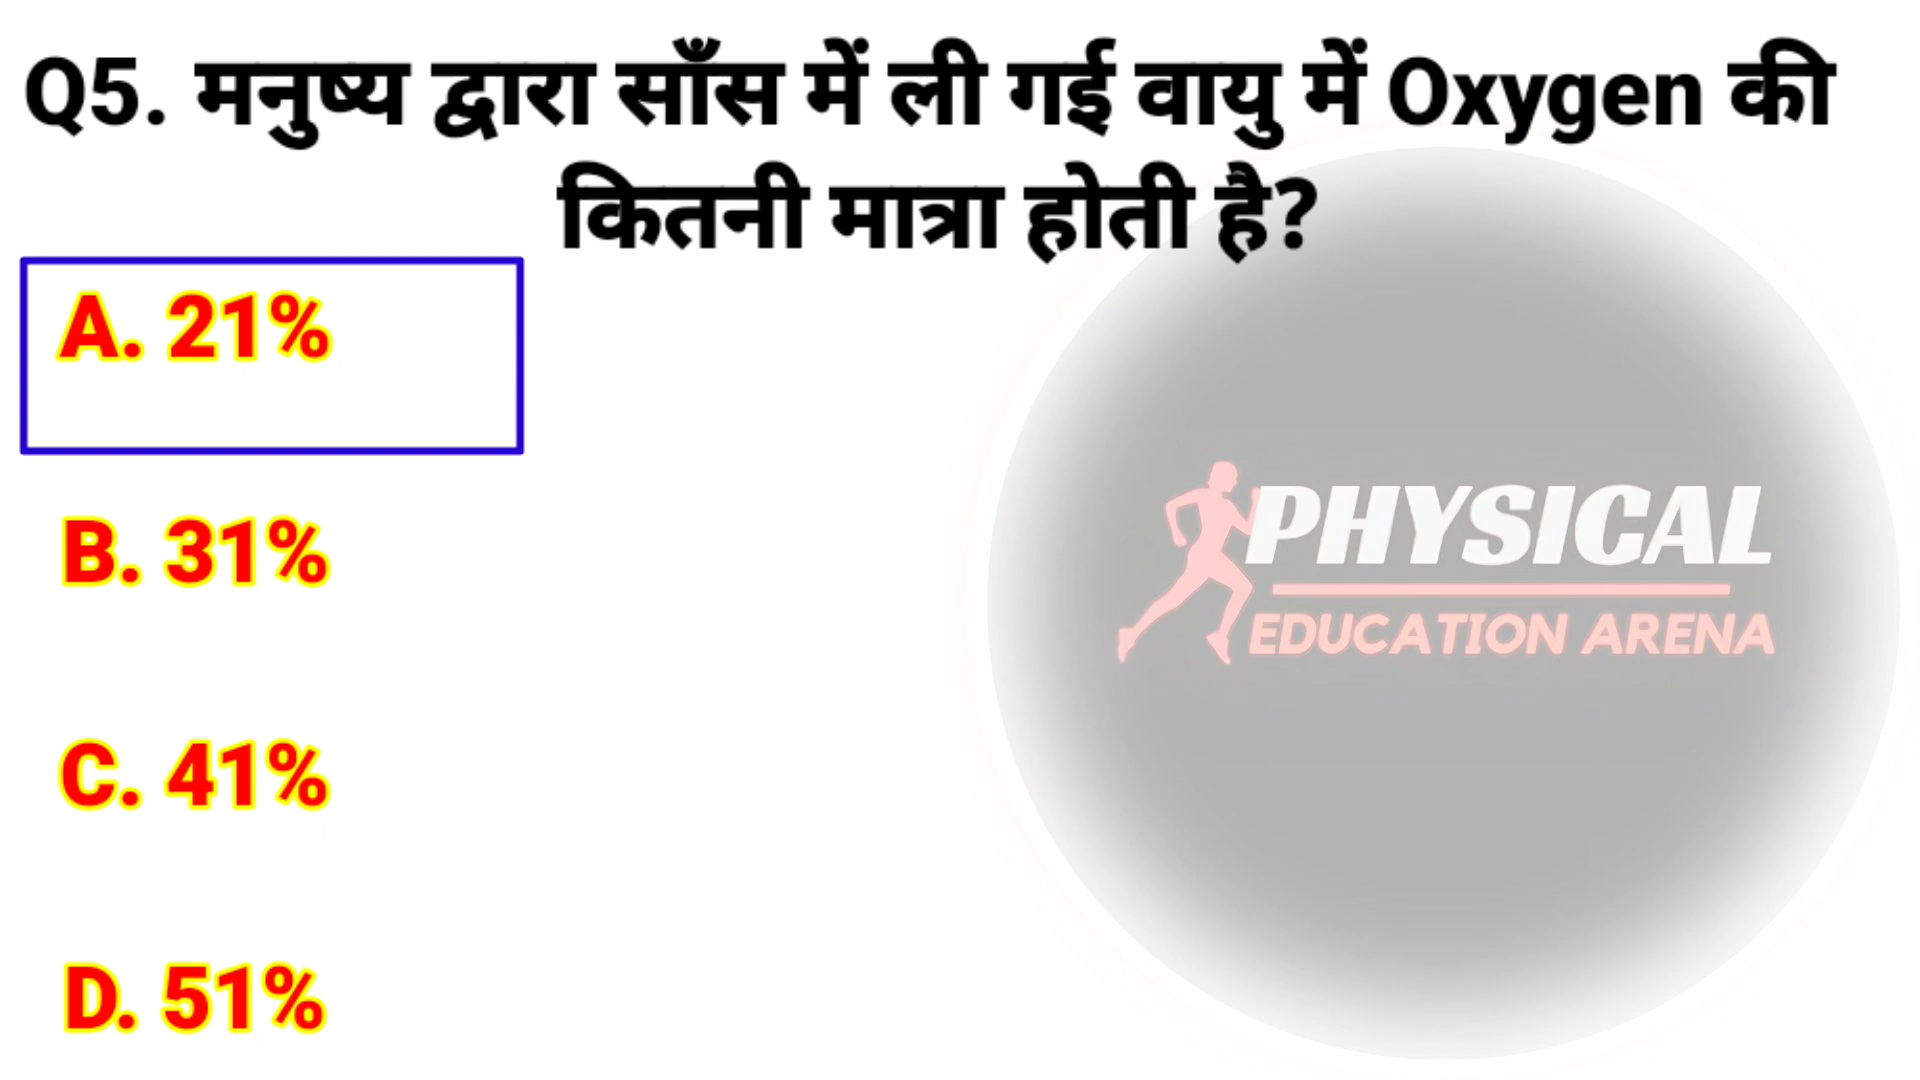 Q5. मनुष्य द्वारा साँस में ली गई वायु में Oxygen की
कितनी मात्रा होती है?
A. 21%
B. 31%
C. 41%
D. 51%
PHYSICAL
EDUCATION ARENA